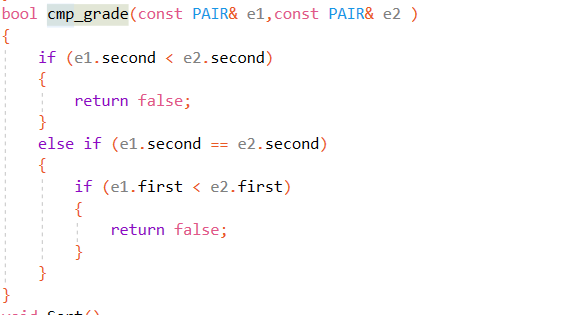 bool cmp_grade(const PAIR& e1,const PAIR& e2 )
{
    if (e1.second < e2.second)
    {
        return false;
    }
    else if (e1.second == e2.second)
    {
        if (e1.first < e2.first)
        {
            return false;
        }
    }
}
void Sort()